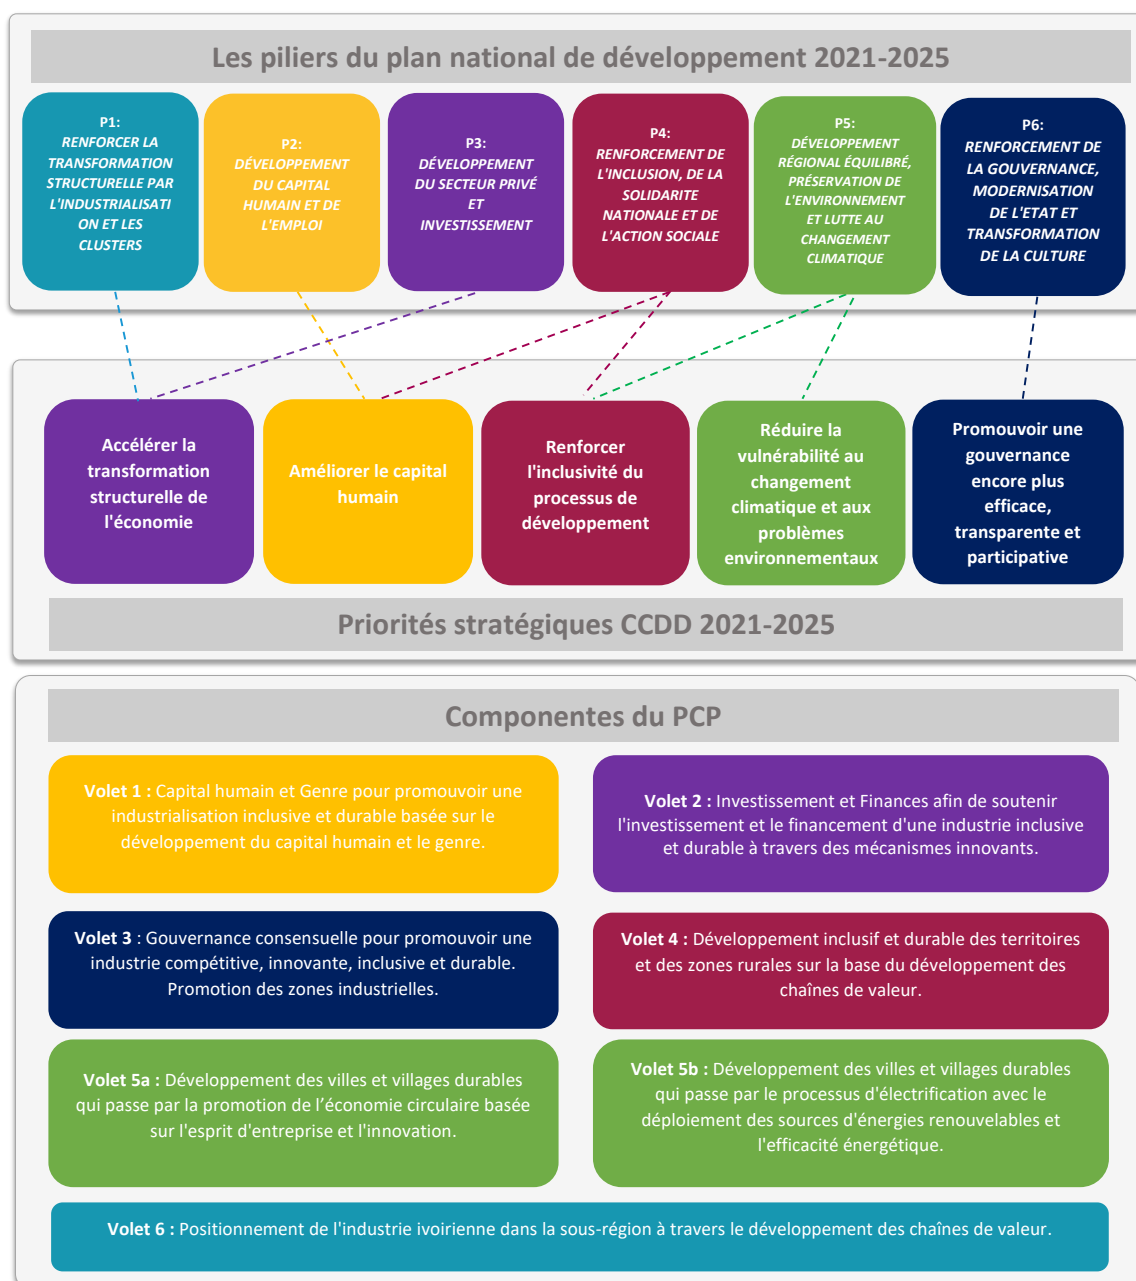 Les piliers du plan national de développement 2021-2025
P1:
RENFORCER LA
TRANSFORMATION
STRUCTURELLE PAR
L'INDUSTRIALISATI
ON ET LES
CLUSTERS
P2:
DÉVELOPPEMENT
DU CAPITAL
HUMAIN ET DE
L'EMPLOI
P3:
DÉVELOPPEMENT
DU SECTEUR PRIVÉ
ET
INVESTISSEMENT
P4:
RENFORCEMENT DE
L'INCLUSION, DE LA
SOLIDARITE
NATIONALE ET DE
L'ACTION SOCIALE
P5:
DÉVELOPPEMENT
RÉGIONAL ÉQUILIBRÉ,
PRÉSERVATION DE
L'ENVIRONNEMENT
ET LUTTE AU
CHANGEMENT
CLIMATIQUE
P6:
RENFORCEMENT DE
LA GOUVERNANCE,
MODERNISATION
DE L'ETAT ET
TRANSFORMATION
DE LA CULTURE
Accélérer la
transformation
structurelle de
l'économie
Améliorer le capital
humain
Renforcer
l'inclusivité du
processus de
développement
Réduire la
vulnérabilité au
changement
climatique et aux
problèmes
environnementaux
Promouvoir une
gouvernance
encore plus
efficace,
transparente et
participative
Priorités stratégiques CCDD 2021-2025
Componentes du PCP
Volet 1 : Capital humain et Genre pour promouvoir une
industrialisation inclusive et durable basée sur le
développement du capital humain et le genre.
Volet 2 : Investissement et Finances afin de soutenir
l'investissement et le financement d'une industrie inclusive
et durable à travers des mécanismes innovants.
Volet 3 : Gouvernance consensuelle pour promouvoir une
industrie compétitive, innovante, inclusive et durable.
Promotion des zones industrielles.
Volet 4 : Développement inclusif et durable des territoires
et des zones rurales sur la base du développement des
chaînes de valeur.
Volet 5a : Développement des villes et villages durables
qui passe par la promotion de l’économie circulaire basée
sur l'esprit d'entreprise et l'innovation.
Volet 5b : Développement des villes et villages durables
qui passe par le processus d'électrification avec le
déploiement des sources d'énergies renouvelables et
l'efficacité énergétique.
Volet 6 : Positionnement de l'industrie ivoirienne dans la sous-région à travers le développement des chaînes de valeur.